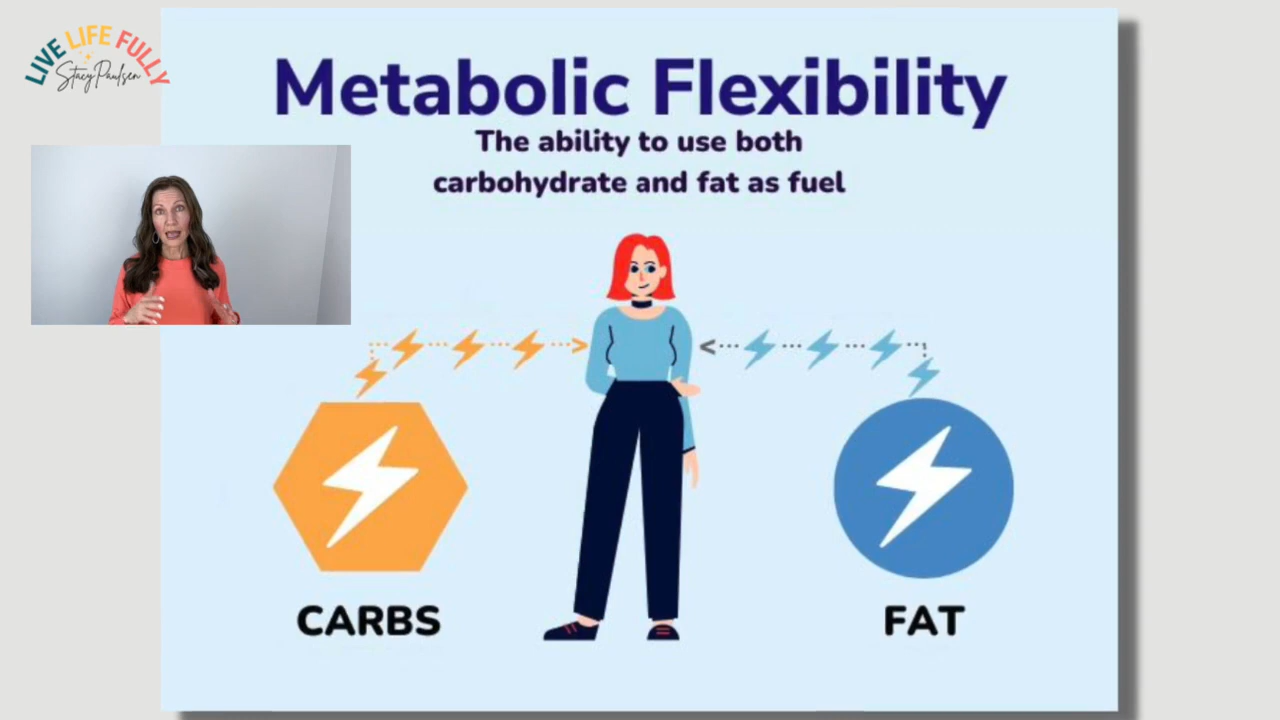 LIVE LIFE FULLY
Stacy Paulsen
Metabolic Flexibility
The ability to use both
carbohydrate and fat as fuel
CARBS
FAT